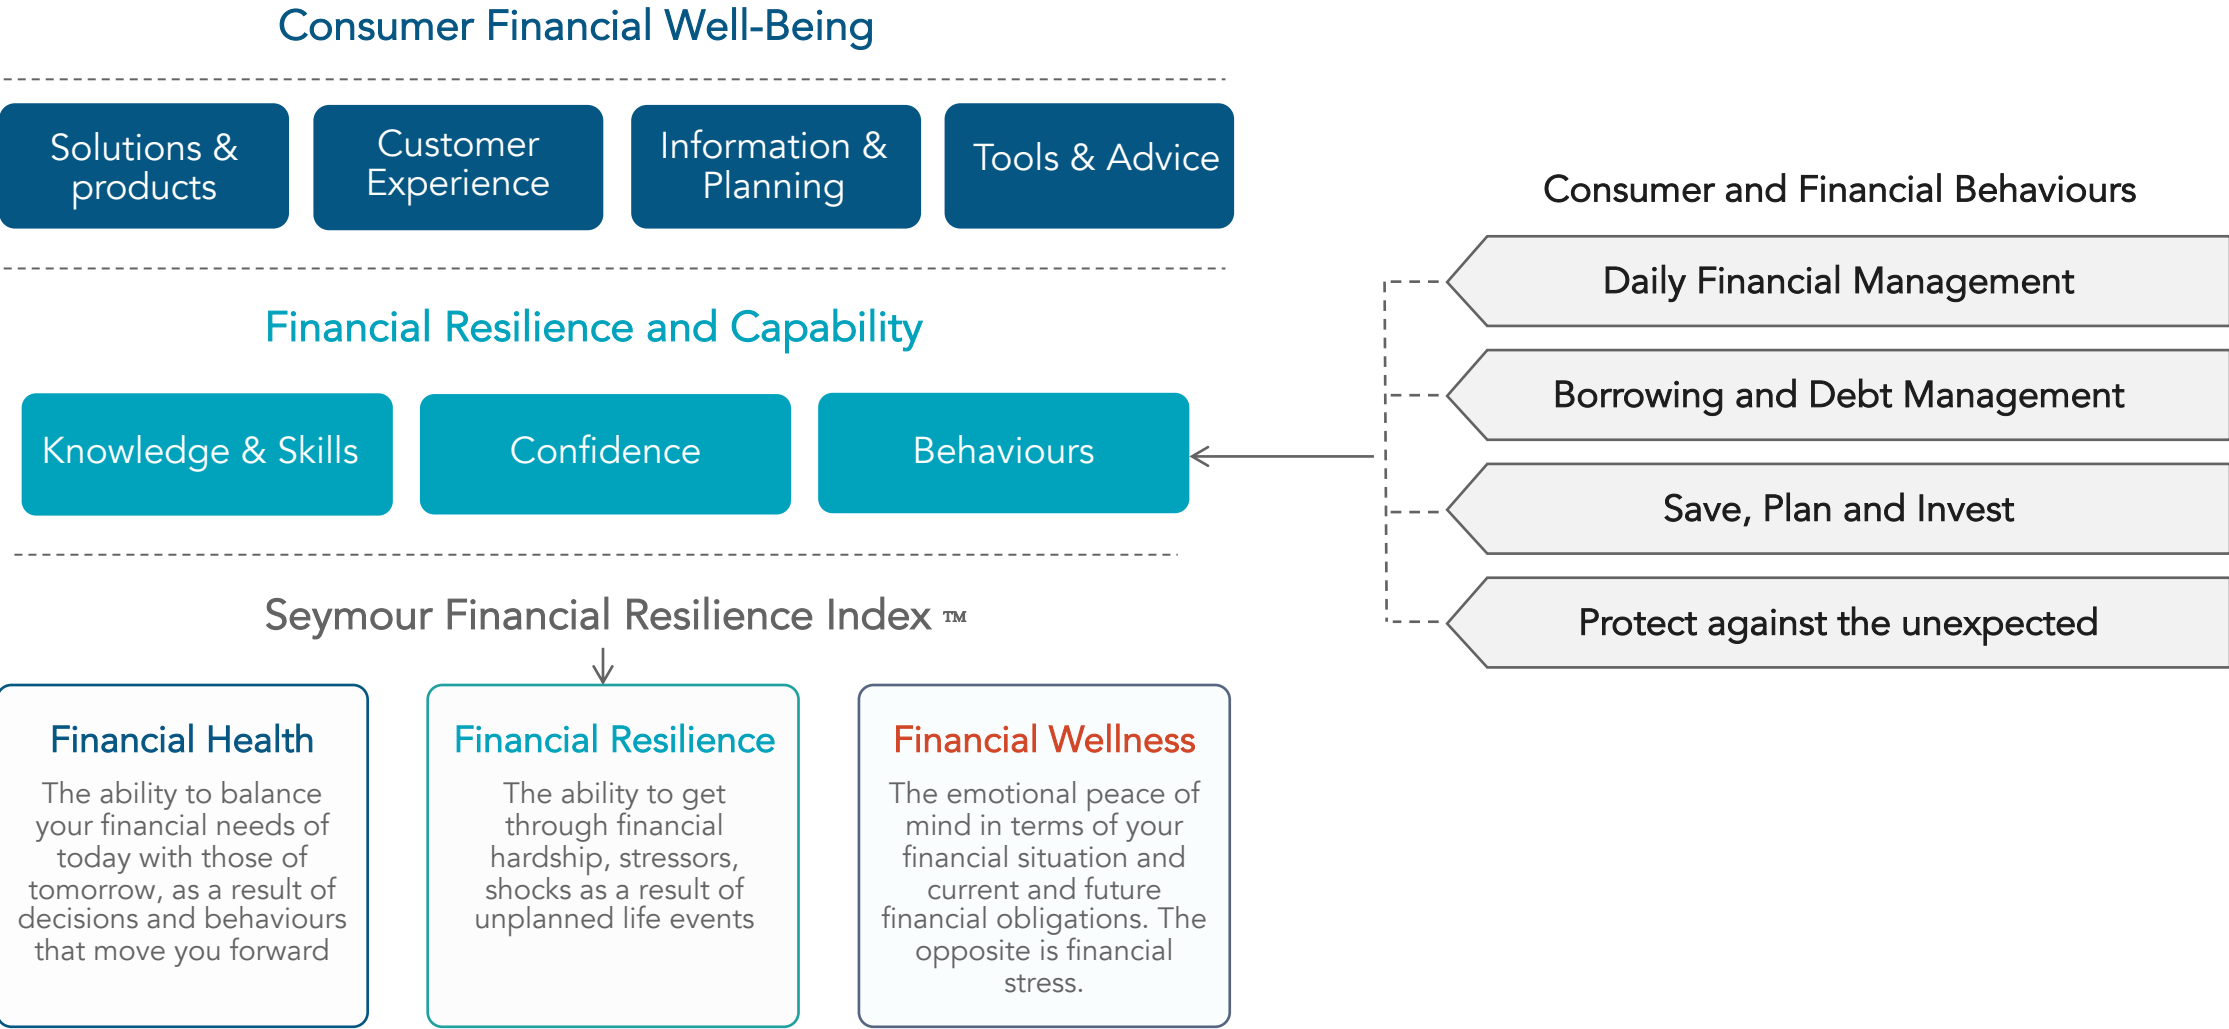 Consumer Financial Well-Being
Solutions &
products
Customer
Experience
Information &
Planning
Tools & Advice
Financial Resilience and Capability
Knowledge & Skills
Confidence
Behaviours
Consumer and Financial Behaviours
Daily Financial Management
Borrowing and Debt Management
Save, Plan and Invest
Protect against the unexpected
Seymour Financial Resilience Index ™
Financial Health
The ability to balance
your financial needs of
today with those of
tomorrow, as a result of
decisions and behaviours
that move you forward
Financial Resilience
The ability to get
through financial
hardship, stressors,
shocks as a result of
unplanned life events
Financial Wellness
The emotional peace of
mind in terms of your
financial situation and
current and future
financial obligations. The
opposite is financial
stress.